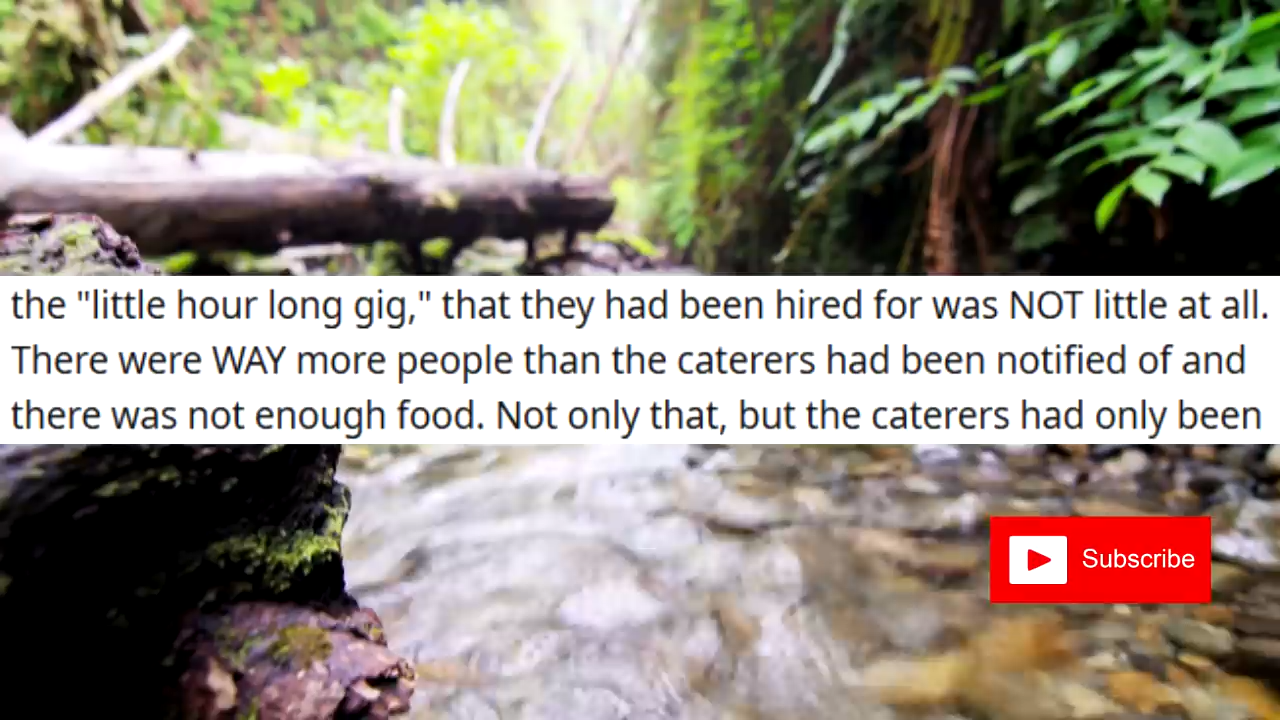 the "little hour long gig," that they had been hired for was NOT little at all.
There were WAY more people than the caterers had been notified of and
there was not enough food. Not only that, but the caterers had only been
Subscribe